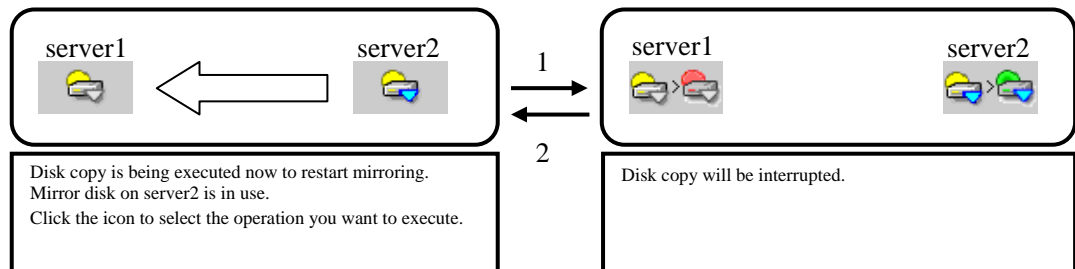 server1
server2
1
2
server1
server2
>
>
Disk copy is being executed now to restart mirroring.
Mirror disk on server2 is in use.
Click the icon to select the operation you want to execute.
Disk copy will be interrupted.